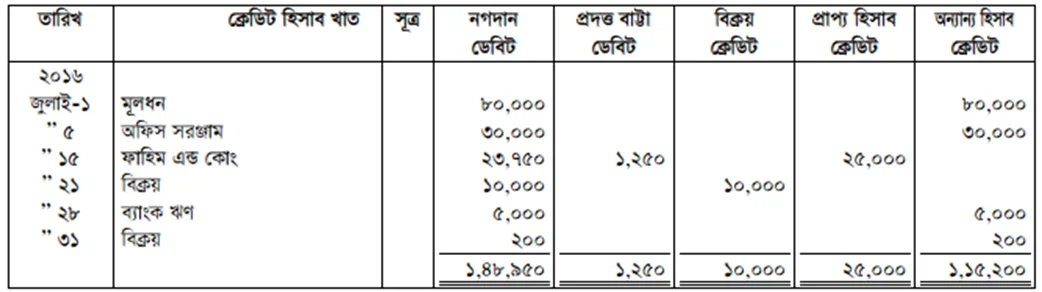 তারিখ ক্রেডিট হিসাব খাত সূত্র নগদান ডেবিট প্রদত্ত বাট্টা ডেবিট বিক্রয় ক্রেডিট প্রাপ্য হিসাব ক্রেডিট অন্যান্য হিসাব ক্রেডিট
২০১৬
জুলাই-১ মূলধন ৮০,০০০ ৮০,০০০
” ৫ অফিস সরঞ্জাম ৩০,০০০ ৩০,০০০
” ১৫ ফাহিম এন্ড কোং ২৩,৭৫০ ১,২৫০ ২৫,০০০
” ২১ বিক্রয় ১০,০০০ ১০,০০০
” ২৮ ব্যাংক ঋণ ৫,০০০ ৫,০০০
” ৩১ বিক্রয় ২০০ ২০০
১,৪৮,৯৫০ ১,২৫০ ১০,০০০ ২৫,০০০ ১,১৫,২০০